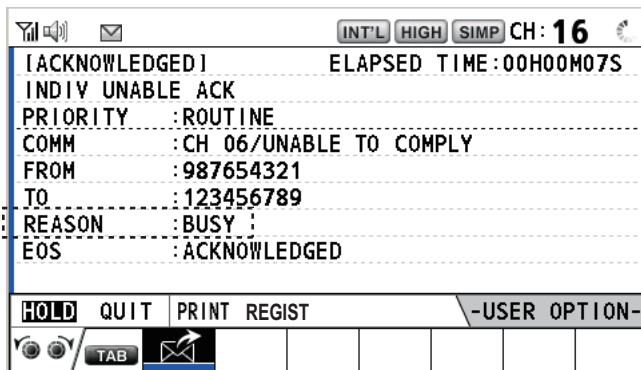 INT'L HIGH SIMP CH: 16
[ACKNOWLEDGED] ELAPSED TIME:00H00M07S
INDIV UNABLE ACK
PRIORITY :ROUTINE
COMM :CH 06/UNABLE TO COMPLY
FROM :987654321
TO :123456789
REASON :BUSY
EOS :ACKNOWLEDGED
HOLD QUIT PRINT REGIST -USER OPTION-
TAB